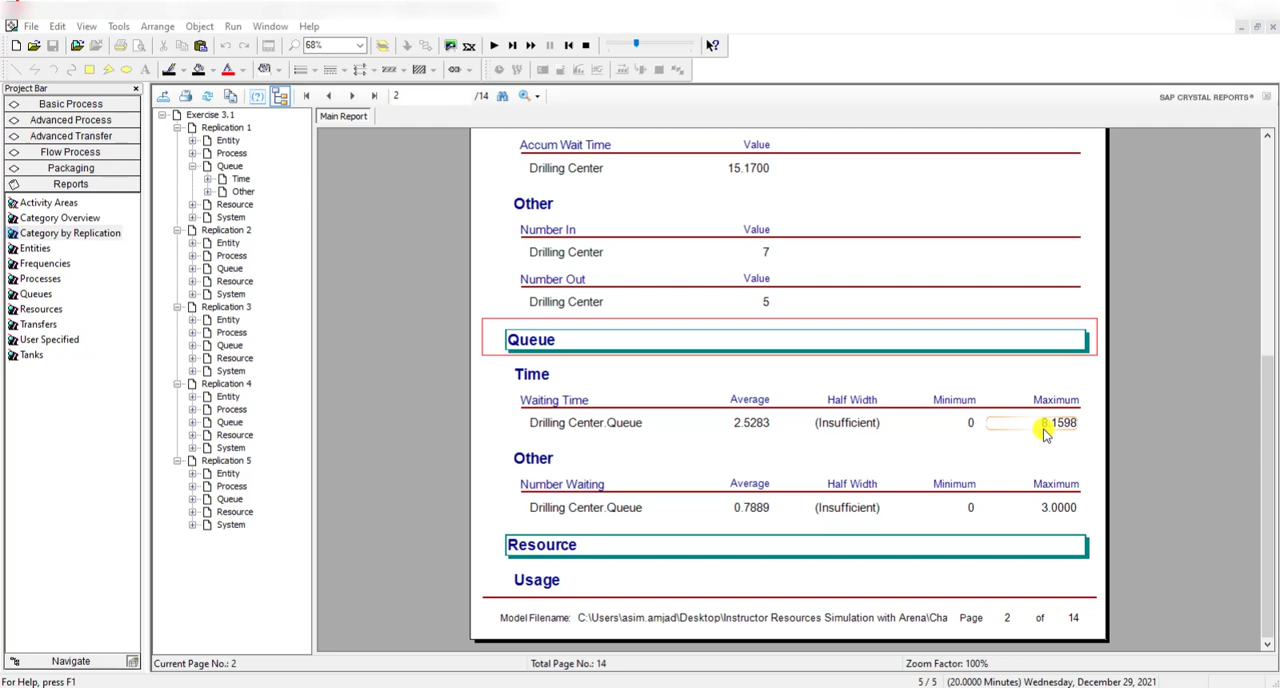 File Edit View Tools Arrange Object Run Window Help
68%
Project Bar
Basic Process
Advanced Process
Advanced Transfer
Flow Process
Packaging
Reports
Activity Areas
Category Overview
Category by Replication
Entities
Frequencies
Processes
Queues
Resources
Transfers
User Specified
Tanks
Navigate
2 /14
SAP CRYSTAL REPORTS®
Main Report
Exercise 3.1
Replication 1
Entity
Process
Queue
Time
Other
Resource
System
Replication 2
Entity
Process
Queue
Resource
System
Replication 3
Entity
Process
Queue
Resource
System
Replication 4
Entity
Process
Queue
Resource
System
Replication 5
Entity
Process
Queue
Resource
System
Accum Wait Time Value
Drilling Center 15.1700
Other
Number In Value
Drilling Center 7
Number Out Value
Drilling Center 5
Queue
Time
Waiting Time Average Half Width Minimum Maximum
Drilling Center.Queue 2.5283 (Insufficient) 0 8.1598
Other
Number Waiting Average Half Width Minimum Maximum
Drilling Center.Queue 0.7889 (Insufficient) 0 3.0000
Resource
Usage
Model Filename: C:\Users\asim.amjad\Desktop\Instructor Resources Simulation with Arena\Cha Page 2 of 14
Current Page No.: 2 Total Page No.: 14 Zoom Factor: 100%
For Help, press F1 5 / 5 (20.0000 Minutes) Wednesday, December 29, 2021